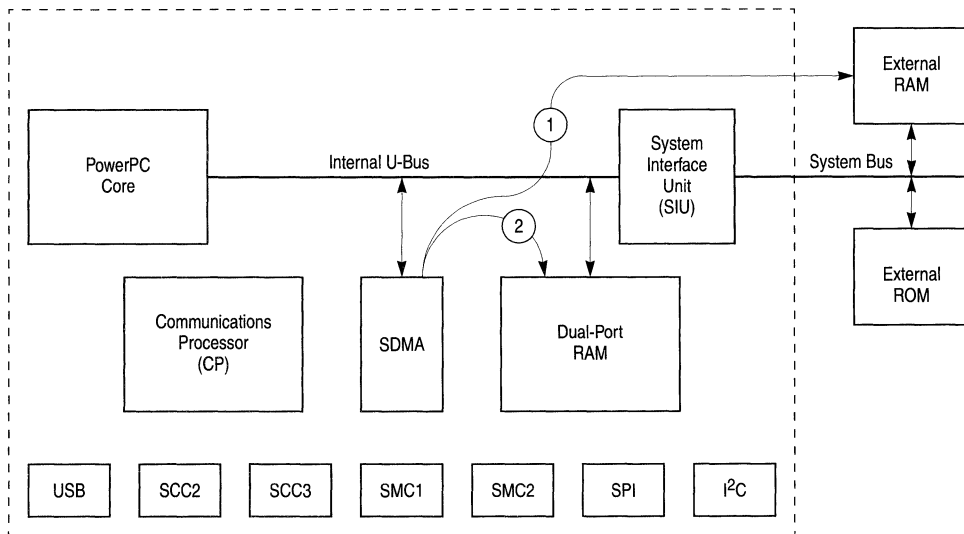 External
RAM
1
System
Interface
Unit
(SIU)
PowerPC
Core
Internal U-Bus
System Bus
2
External
ROM
Communications
Processor
(CP)
SDMA
Dual-Port
RAM
USB
SCC2
SCC3
SMC1
SMC2
SPI
I²C